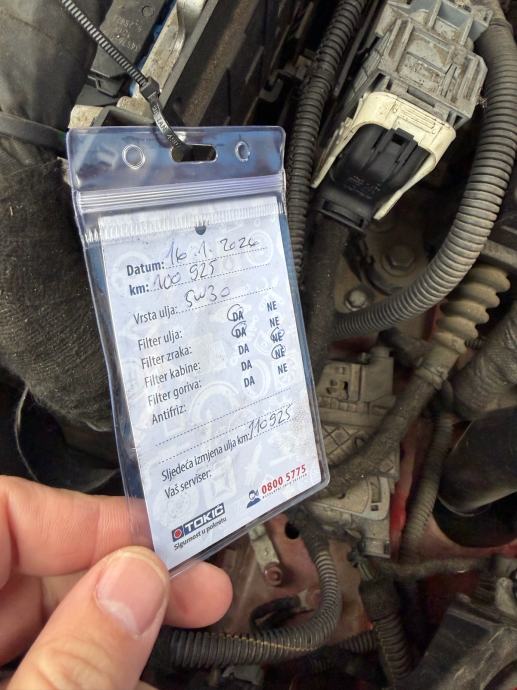 Datum: 16.1.2024
km: 100 925
Vrsta ulja: 5w30
Filter ulja: DA NE
Filter zraka: DA NE
Filter kabine: DA NE
Filter goriva: DA NE
Antifriz:
Sljedeća izmjena ulja km: 110925
Vaš serviser:
TOKIĆ
Sigurnost u pokretu
0800 5775